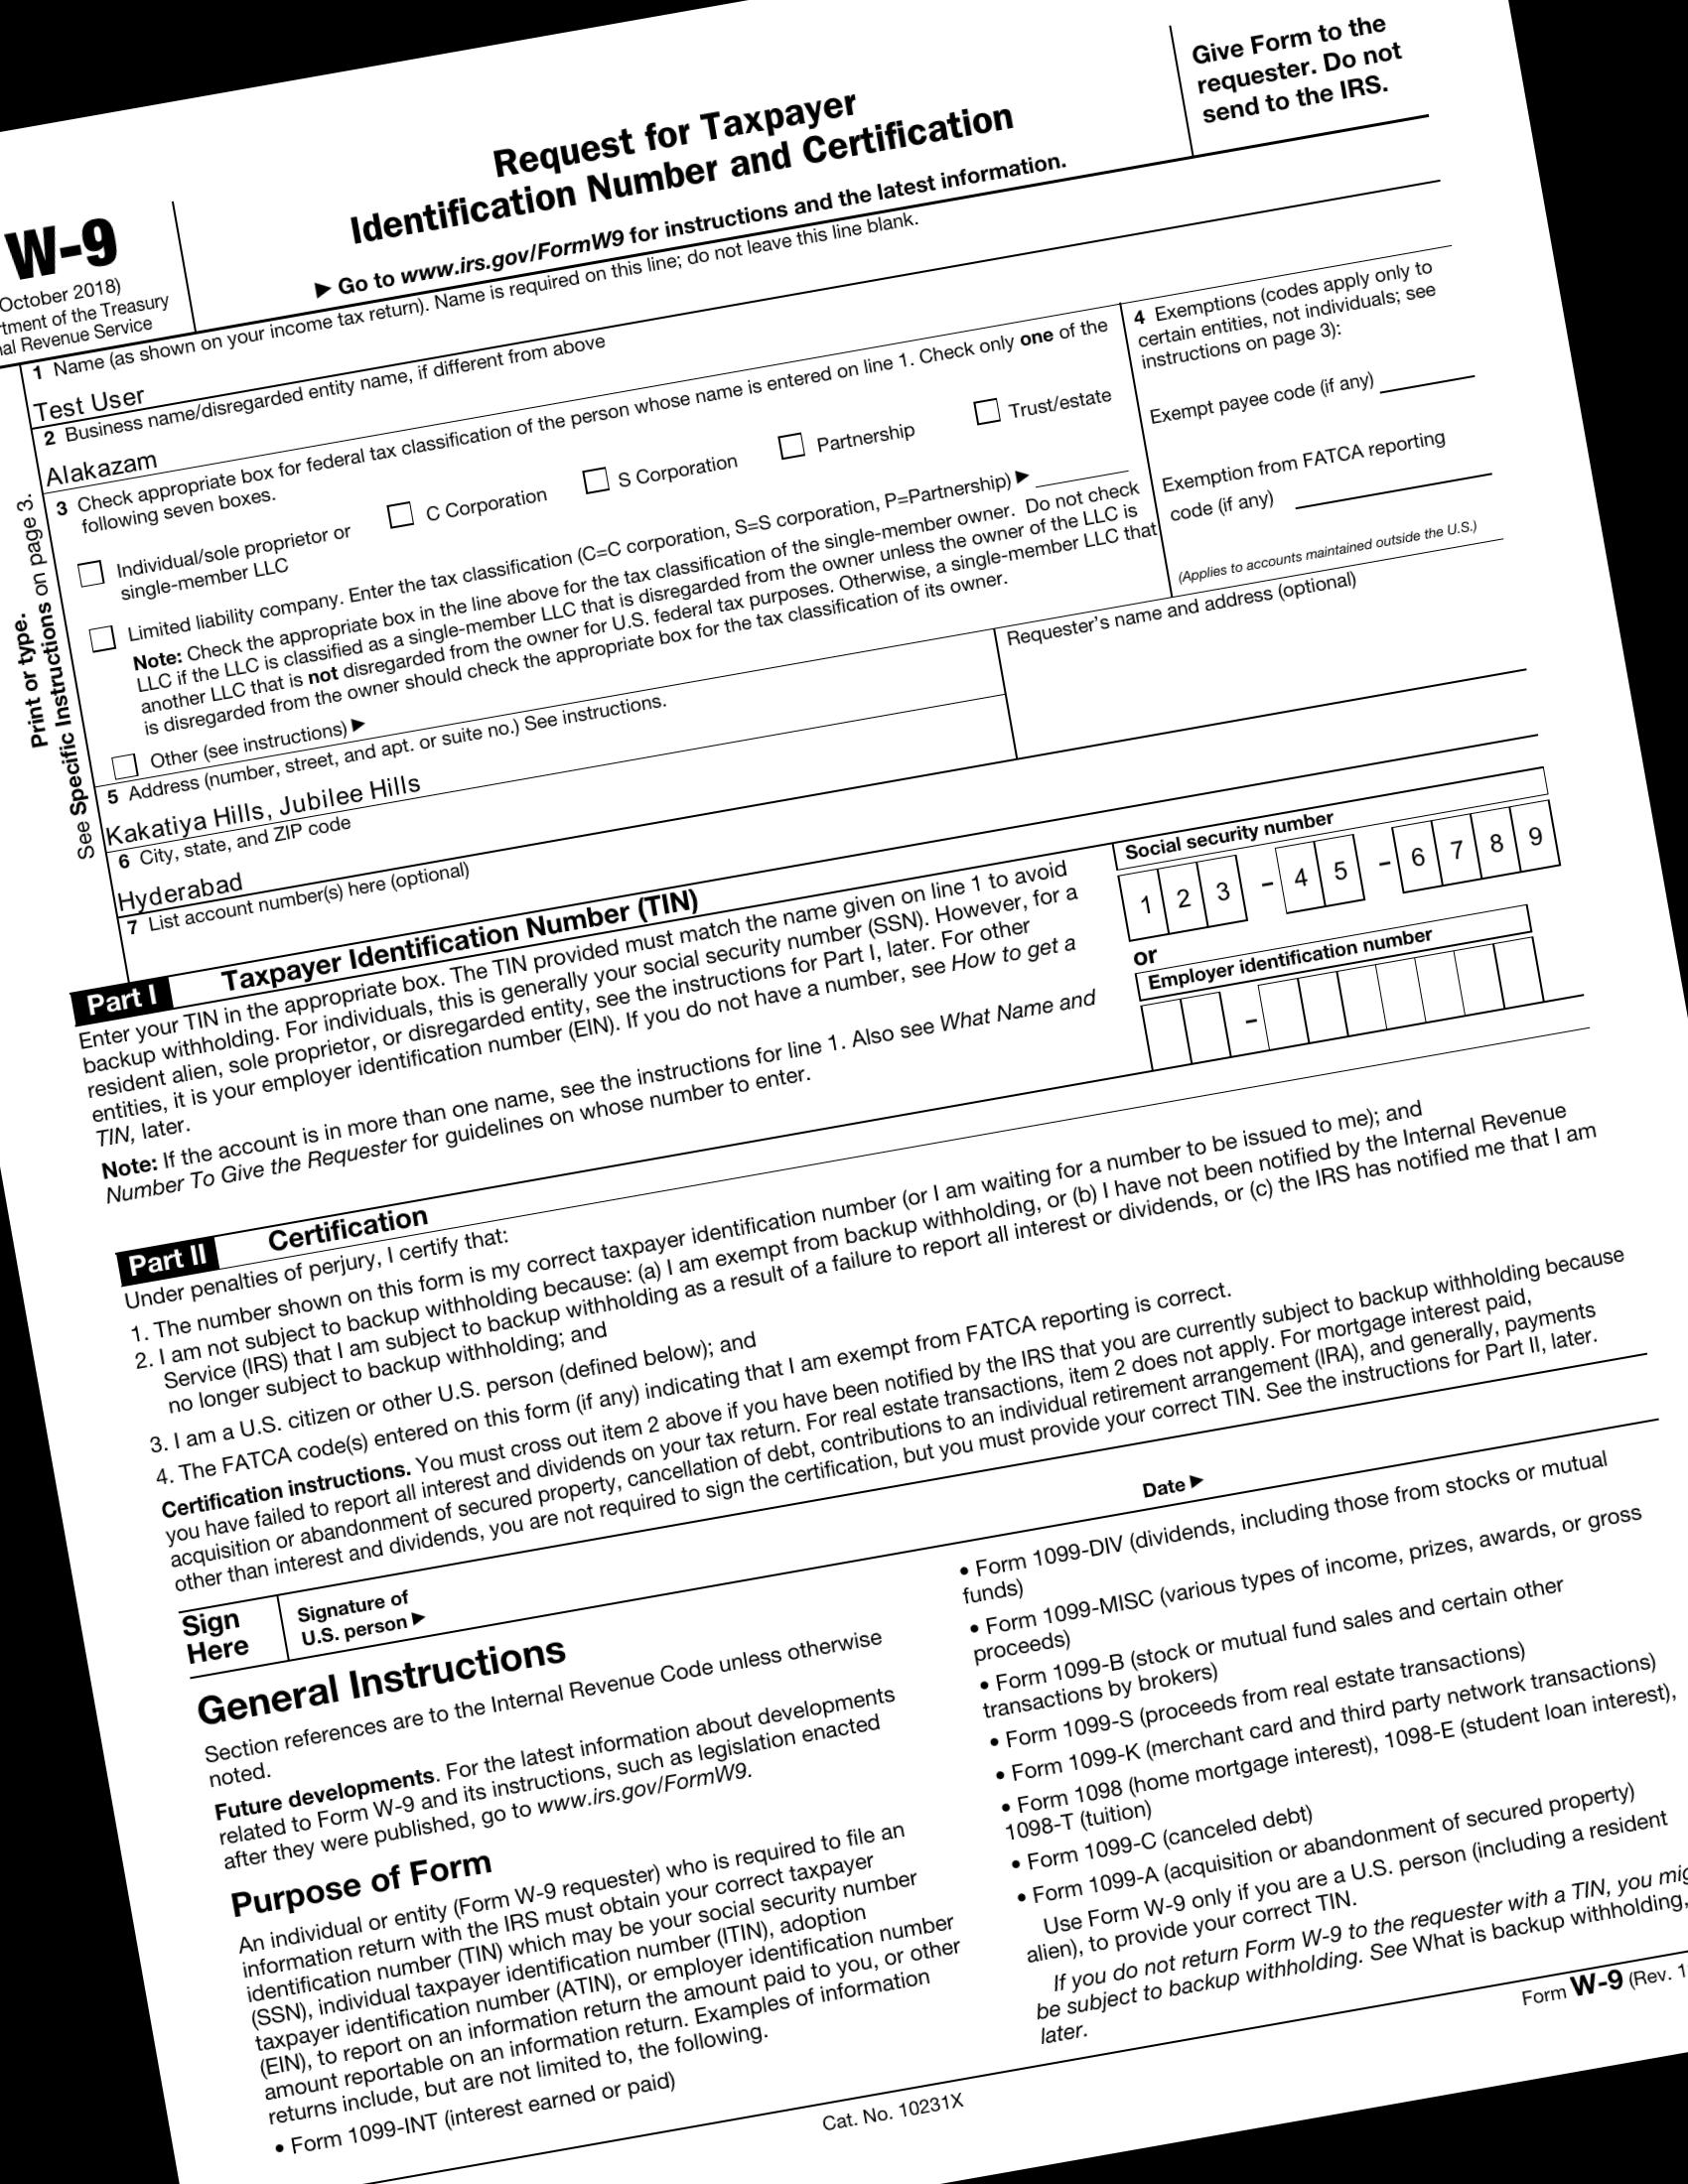 W-9
October 2018)
tment of the Treasury
nal Revenue Service
Request for Taxpayer
Identification Number and Certification
▶ Go to www.irs.gov/FormW9 for instructions and the latest information.
Give Form to the
requester. Do not
send to the IRS.
Print or type.
See Specific Instructions on page 3.
1 Name (as shown on your income tax return). Name is required on this line; do not leave this line blank.
Test User
2 Business name/disregarded entity name, if different from above
Alakazam
3 Check appropriate box for federal tax classification of the person whose name is entered on line 1. Check only one of the
following seven boxes.
Individual/sole proprietor or
single-member LLC
C Corporation
S Corporation
Partnership
Trust/estate
Limited liability company. Enter the tax classification (C=C corporation, S=S corporation, P=Partnership) ▶
Note: Check the appropriate box in the line above for the tax classification of the single-member owner. Do not check
LLC if the LLC is classified as a single-member LLC that is disregarded from the owner unless the owner of the LLC is
another LLC that is not disregarded from the owner for U.S. federal tax purposes. Otherwise, a single-member LLC that
is disregarded from the owner should check the appropriate box for the tax classification of its owner.
Other (see instructions) ▶
4 Exemptions (codes apply only to
certain entities, not individuals; see
instructions on page 3):
Exempt payee code (if any)
Exemption from FATCA reporting
code (if any)
(Applies to accounts maintained outside the U.S.)
5 Address (number, street, and apt. or suite no.) See instructions.
Kakatiya Hills, Jubilee Hills
6 City, state, and ZIP code
Hyderabad
Requester's name and address (optional)
7 List account number(s) here (optional)
Part I Taxpayer Identification Number (TIN)
Enter your TIN in the appropriate box. The TIN provided must match the name given on line 1 to avoid
backup withholding. For individuals, this is generally your social security number (SSN). However, for a
resident alien, sole proprietor, or disregarded entity, see the instructions for Part I, later. For other
entities, it is your employer identification number (EIN). If you do not have a number, see How to get a
TIN, later.
Note: If the account is in more than one name, see the instructions for line 1. Also see What Name and
Number To Give the Requester for guidelines on whose number to enter.
Social security number
1 2 3 – 4 5 – 6 7 8 9
or
Employer identification number
–
Part II Certification
Under penalties of perjury, I certify that:
1. The number shown on this form is my correct taxpayer identification number (or I am waiting for a number to be issued to me); and
2. I am not subject to backup withholding because: (a) I am exempt from backup withholding, or (b) I have not been notified by the Internal Revenue
Service (IRS) that I am subject to backup withholding as a result of a failure to report all interest or dividends, or (c) the IRS has notified me that I am
no longer subject to backup withholding; and
3. I am a U.S. citizen or other U.S. person (defined below); and
4. The FATCA code(s) entered on this form (if any) indicating that I am exempt from FATCA reporting is correct.
Certification instructions. You must cross out item 2 above if you have been notified by the IRS that you are currently subject to backup withholding because
you have failed to report all interest and dividends on your tax return. For real estate transactions, item 2 does not apply. For mortgage interest paid,
acquisition or abandonment of secured property, cancellation of debt, contributions to an individual retirement arrangement (IRA), and generally, payments
other than interest and dividends, you are not required to sign the certification, but you must provide your correct TIN. See the instructions for Part II, later.
Sign
Here
Signature of
U.S. person ▶
Date ▶
General Instructions
Section references are to the Internal Revenue Code unless otherwise
noted.
Future developments. For the latest information about developments
related to Form W-9 and its instructions, such as legislation enacted
after they were published, go to www.irs.gov/FormW9.
Purpose of Form
An individual or entity (Form W-9 requester) who is required to file an
information return with the IRS must obtain your correct taxpayer
identification number (TIN) which may be your social security number
(SSN), individual taxpayer identification number (ITIN), adoption
taxpayer identification number (ATIN), or employer identification number
(EIN), to report on an information return the amount paid to you, or other
amount reportable on an information return. Examples of information
returns include, but are not limited to, the following.
• Form 1099-INT (interest earned or paid)
• Form 1099-DIV (dividends, including those from stocks or mutual
funds)
• Form 1099-MISC (various types of income, prizes, awards, or gross
proceeds)
• Form 1099-B (stock or mutual fund sales and certain other
transactions by brokers)
• Form 1099-S (proceeds from real estate transactions)
• Form 1099-K (merchant card and third party network transactions)
• Form 1098 (home mortgage interest), 1098-E (student loan interest),
1098-T (tuition)
• Form 1099-C (canceled debt)
• Form 1099-A (acquisition or abandonment of secured property)
Use Form W-9 only if you are a U.S. person (including a resident
alien), to provide your correct TIN.
If you do not return Form W-9 to the requester with a TIN, you mig
be subject to backup withholding. See What is backup withholding,
later.
Cat. No. 10231X
Form W-9 (Rev. 1